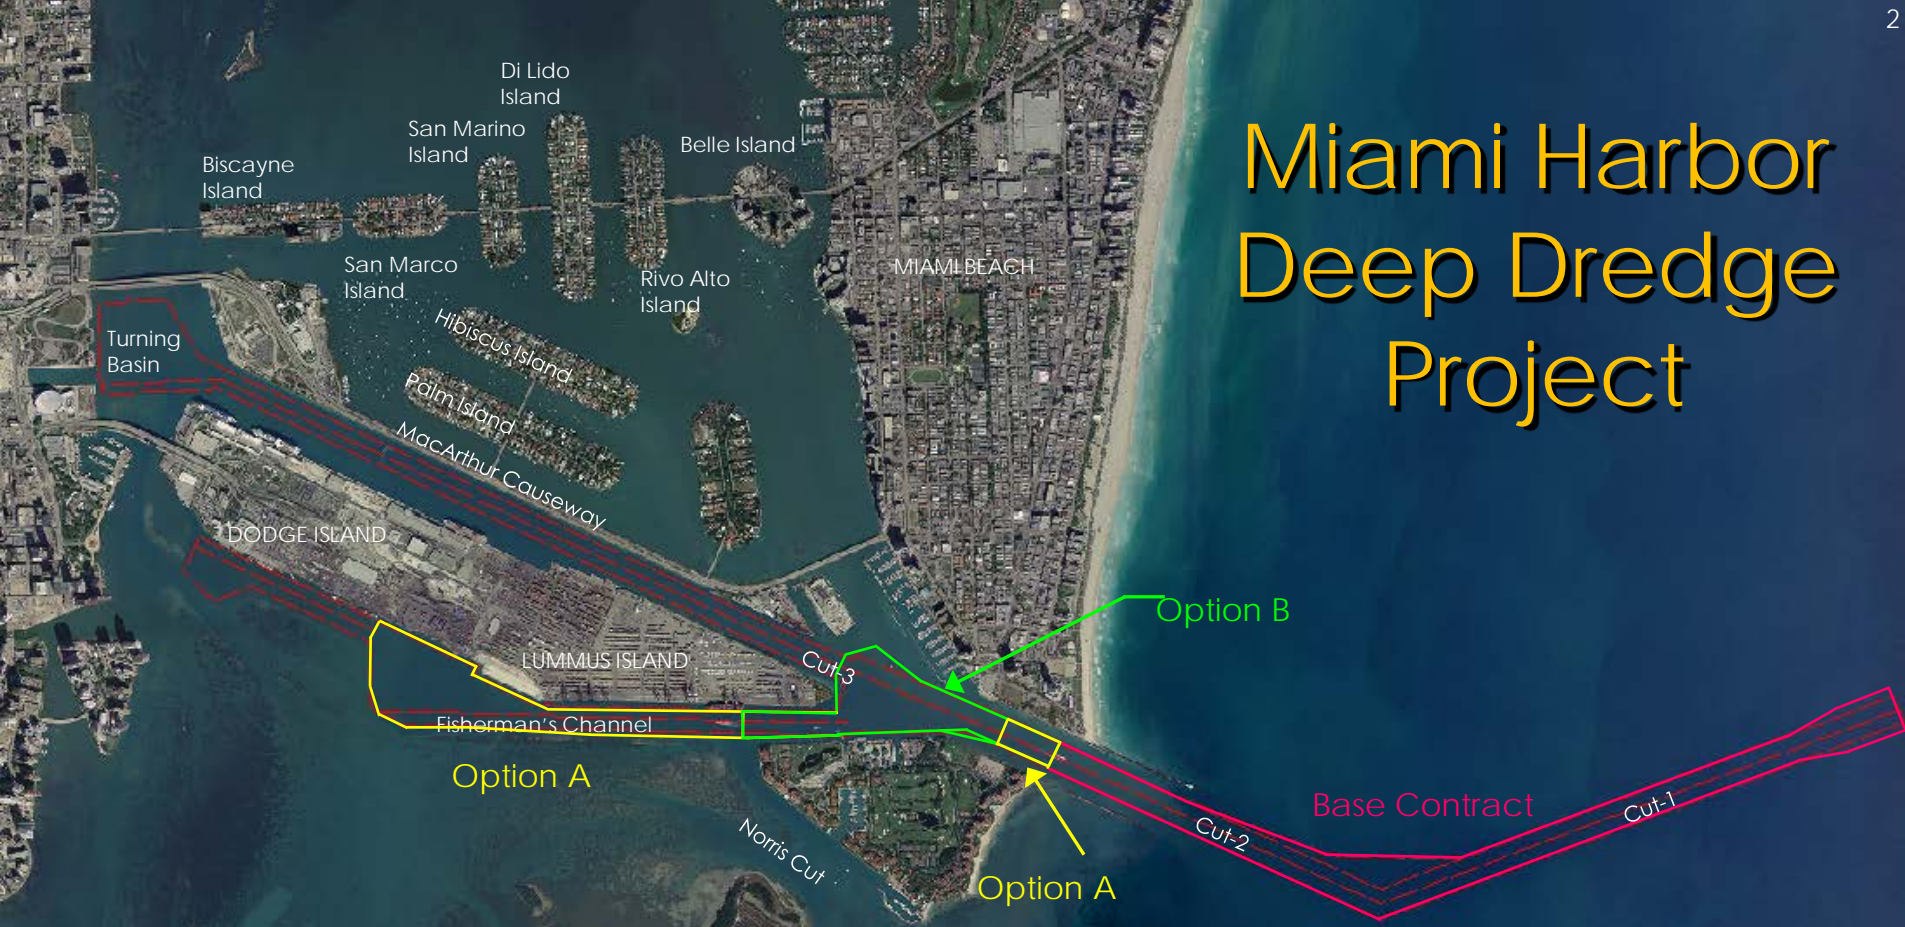 2
Miami Harbor
Deep Dredge
Project
Di Lido
Island
San Marino
Island
Belle Island
Biscayne
Island
San Marco
Island
Rivo Alto
Island
MIAMI BEACH
Hibiscus Island
Palm Island
Turning
Basin
MacArthur Causeway
DODGE ISLAND
Option B
LUMMUS ISLAND
Cut-3
Fisherman's Channel
Option A
Base Contract
Cut-1
Cut-2
Norris Cut
Option A